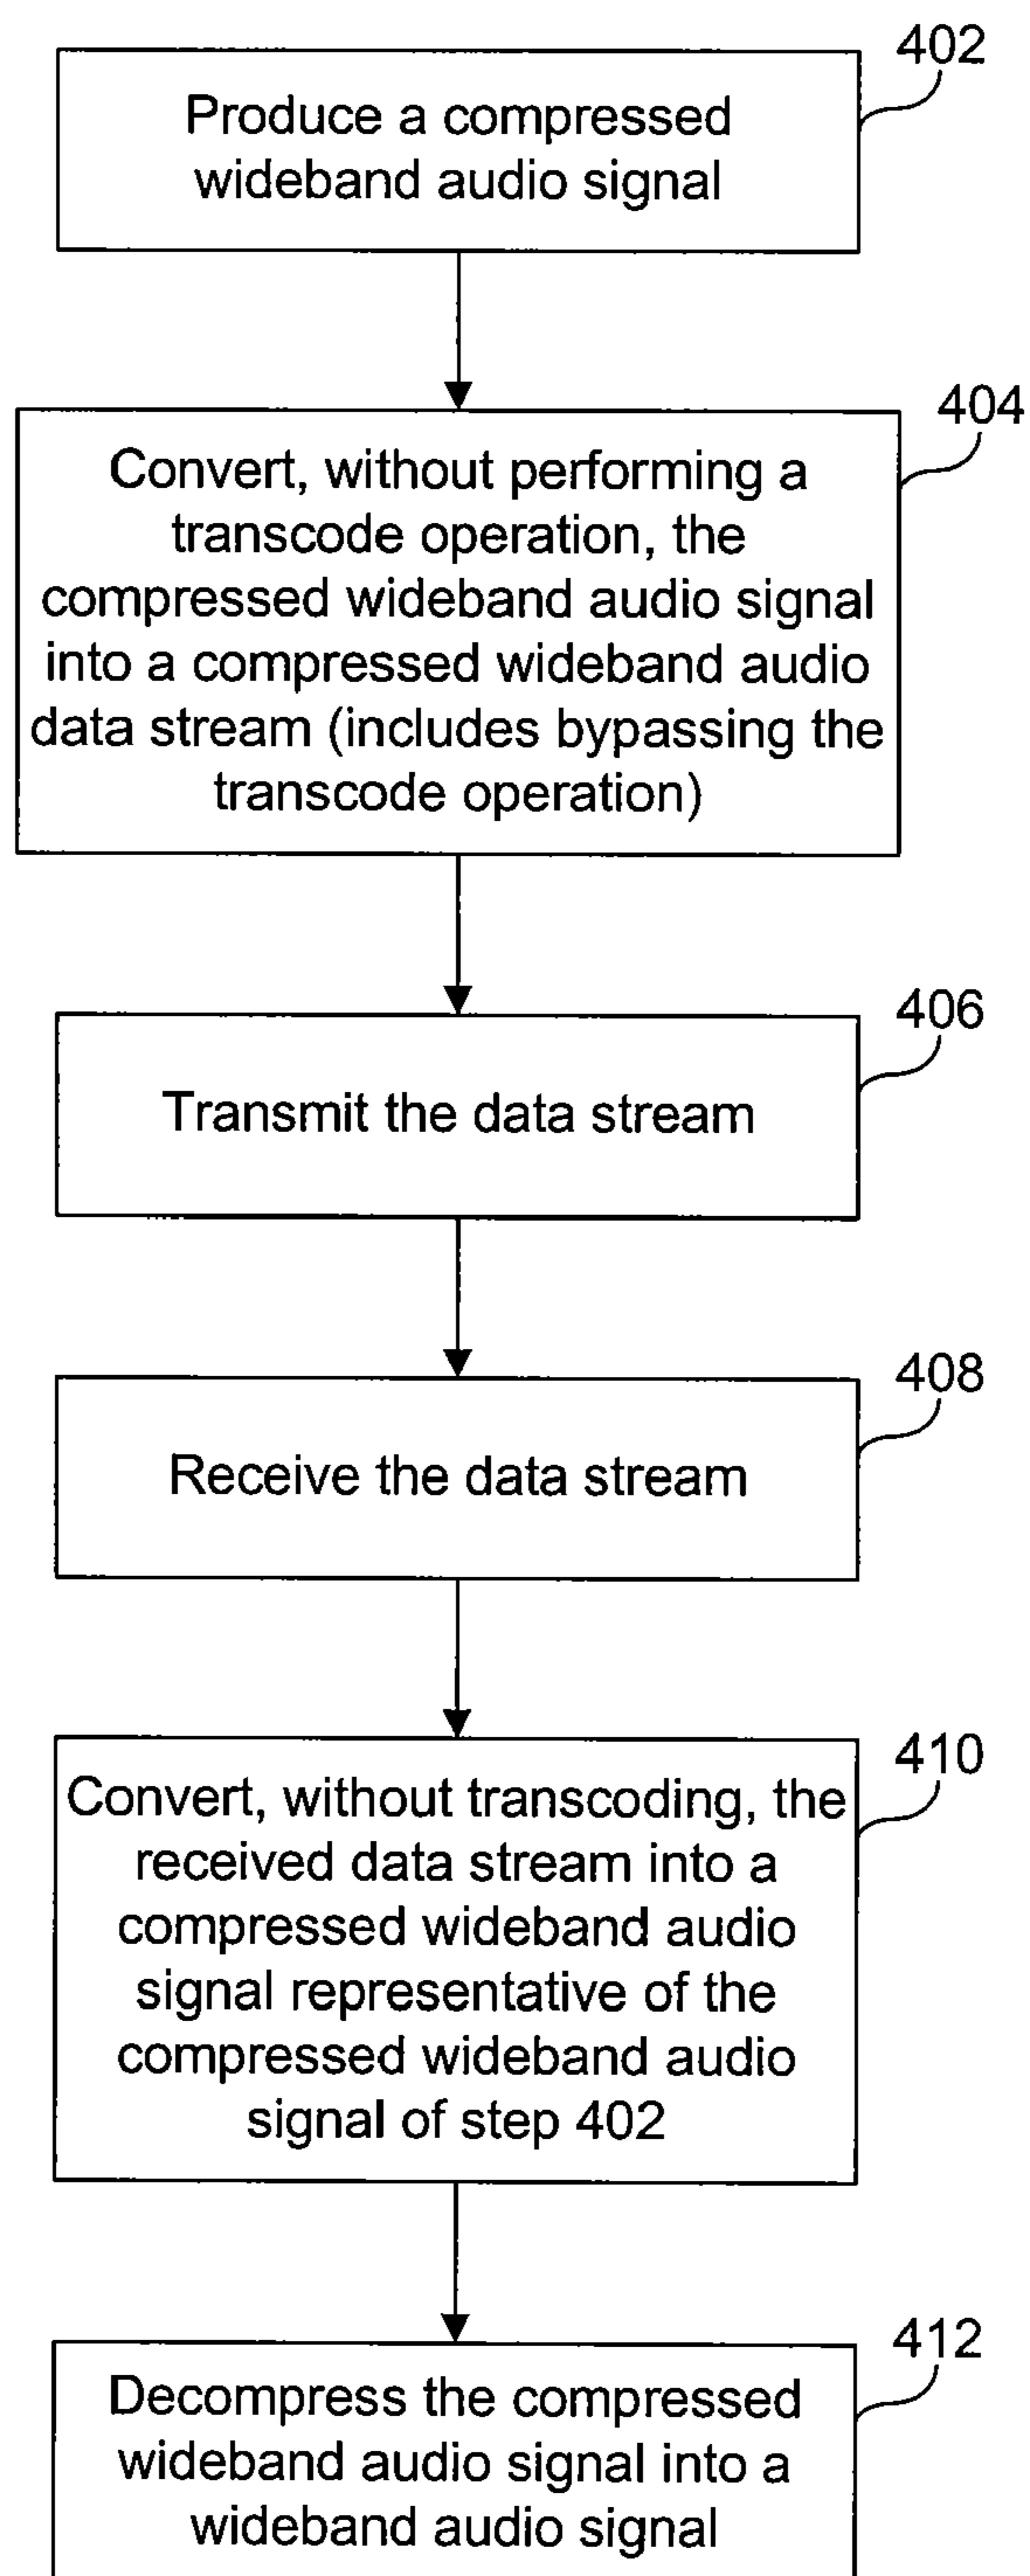 402
Produce a compressed
wideband audio signal
404
Convert, without performing a
transcode operation, the
compressed wideband audio signal
into a compressed wideband audio
data stream (includes bypassing the
transcode operation)
406
Transmit the data stream
408
Receive the data stream
410
Convert, without transcoding, the
received data stream into a
compressed wideband audio
signal representative of the
compressed wideband audio
signal of step 402
412
Decompress the compressed
wideband audio signal into a
wideband audio signal